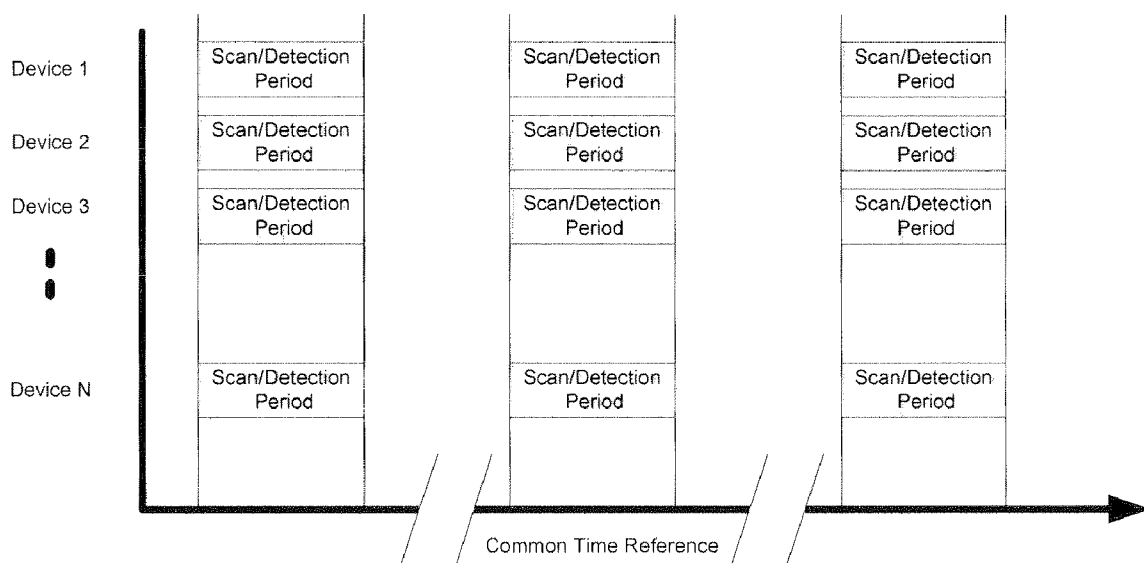 Device 1
Scan/Detection
Period
Scan/Detection
Period
Scan/Detection
Period
Device 2
Scan/Detection
Period
Scan/Detection
Period
Scan/Detection
Period
Device 3
Scan/Detection
Period
Scan/Detection
Period
Scan/Detection
Period
Device N
Scan/Detection
Period
Scan/Detection
Period
Scan/Detection
Period
Common Time Reference